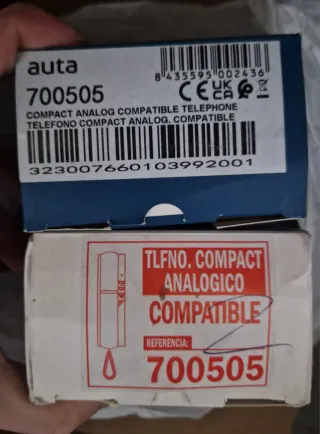 auta
8 435595 002436
700505
CE UK CA
COMPACT ANALOG COMPATIBLE TELEPHONE
TELEFONO COMPACT ANALOG. COMPATIBLE
323007660103992001
TLFNO. COMPACT
ANALOGICO
COMPATIBLE
2
REFERENCIA:
700505